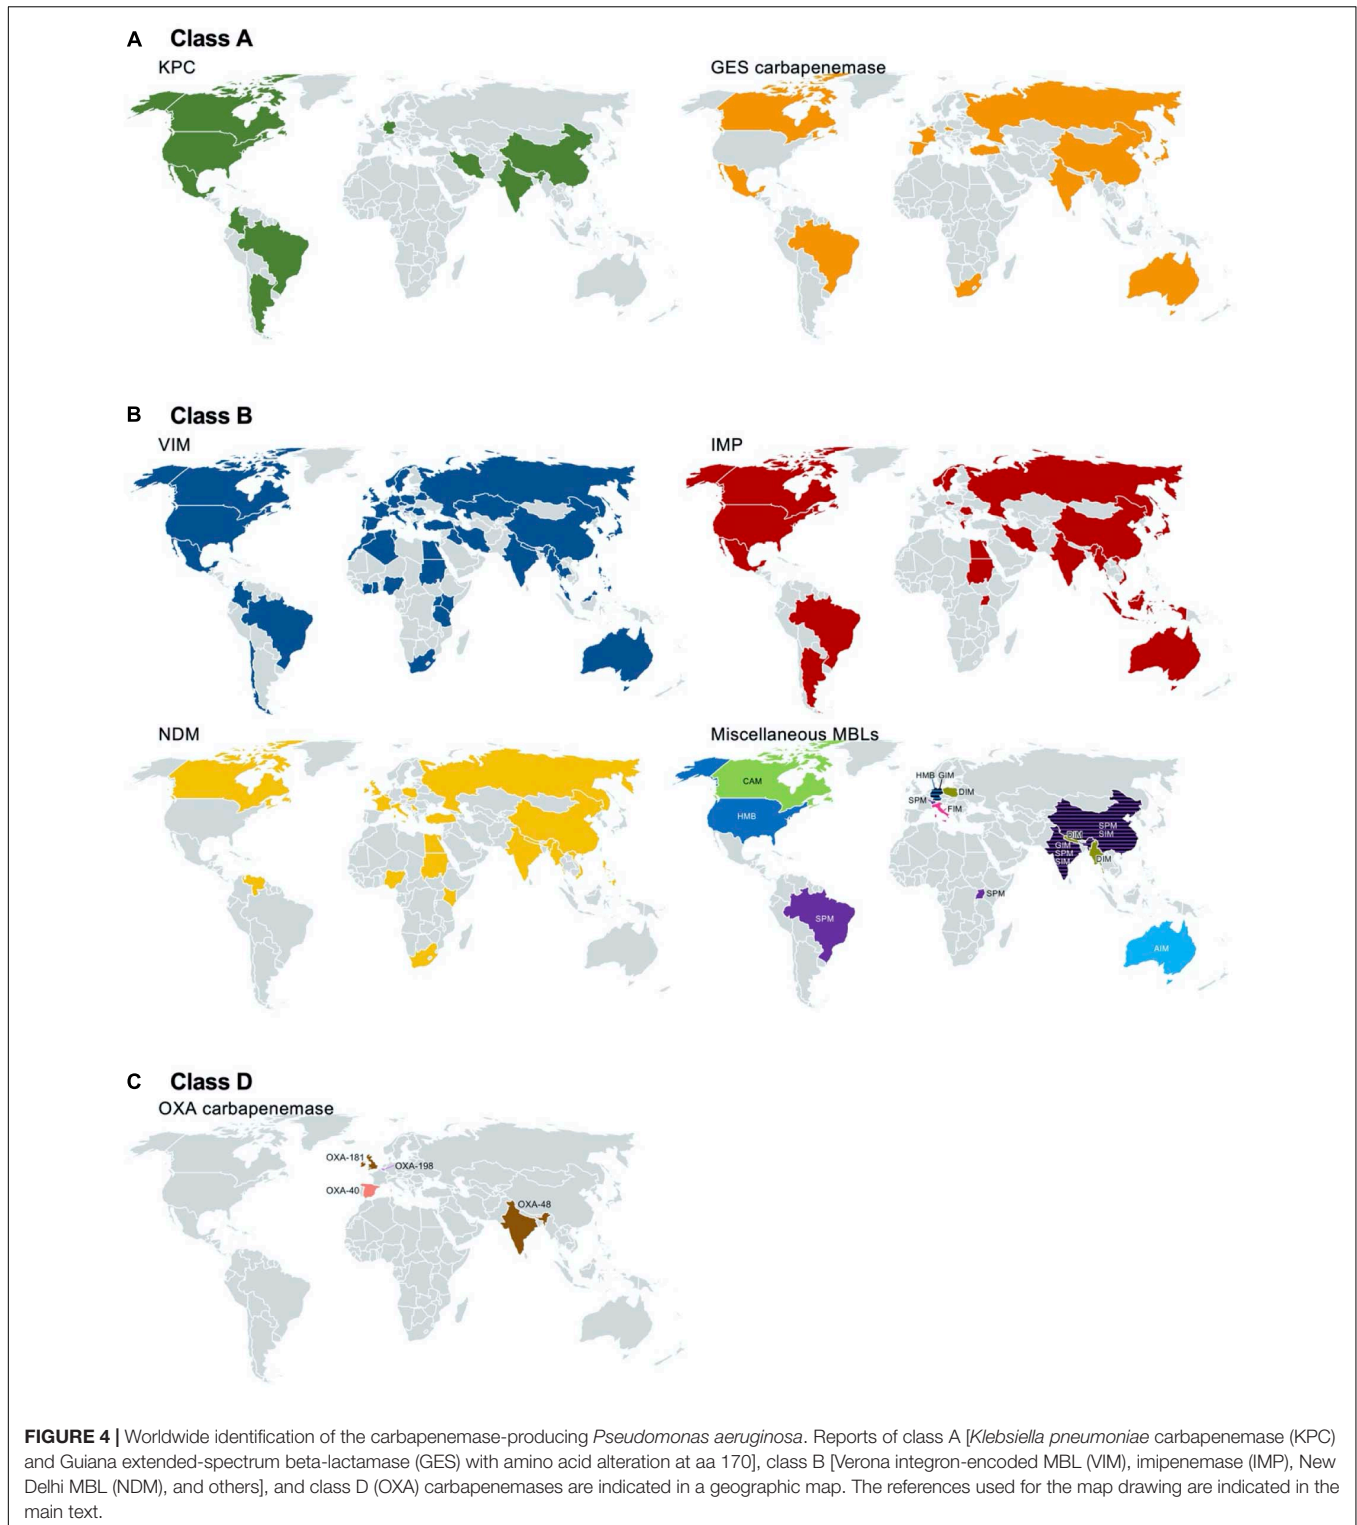 A Class A
KPC
GES carbapenemase
B Class B
VIM
IMP
NDM
Miscellaneous MBLs
CAM
HMB
HMB GIM
DIM
SPM
FIM
SPM
SIM
GIM
SPM
SIM
DIM
SPM
SPM
AIM
C Class D
OXA carbapenemase
OXA-181
OXA-198
OXA-40
OXA-48
FIGURE 4 | Worldwide identification of the carbapenemase-producing Pseudomonas aeruginosa. Reports of class A [Klebsiella pneumoniae carbapenemase (KPC)
and Guiana extended-spectrum beta-lactamase (GES) with amino acid alteration at aa 170], class B [Verona integron-encoded MBL (VIM), imipenemase (IMP), New
Delhi MBL (NDM), and others], and class D (OXA) carbapenemases are indicated in a geographic map. The references used for the map drawing are indicated in the
main text.